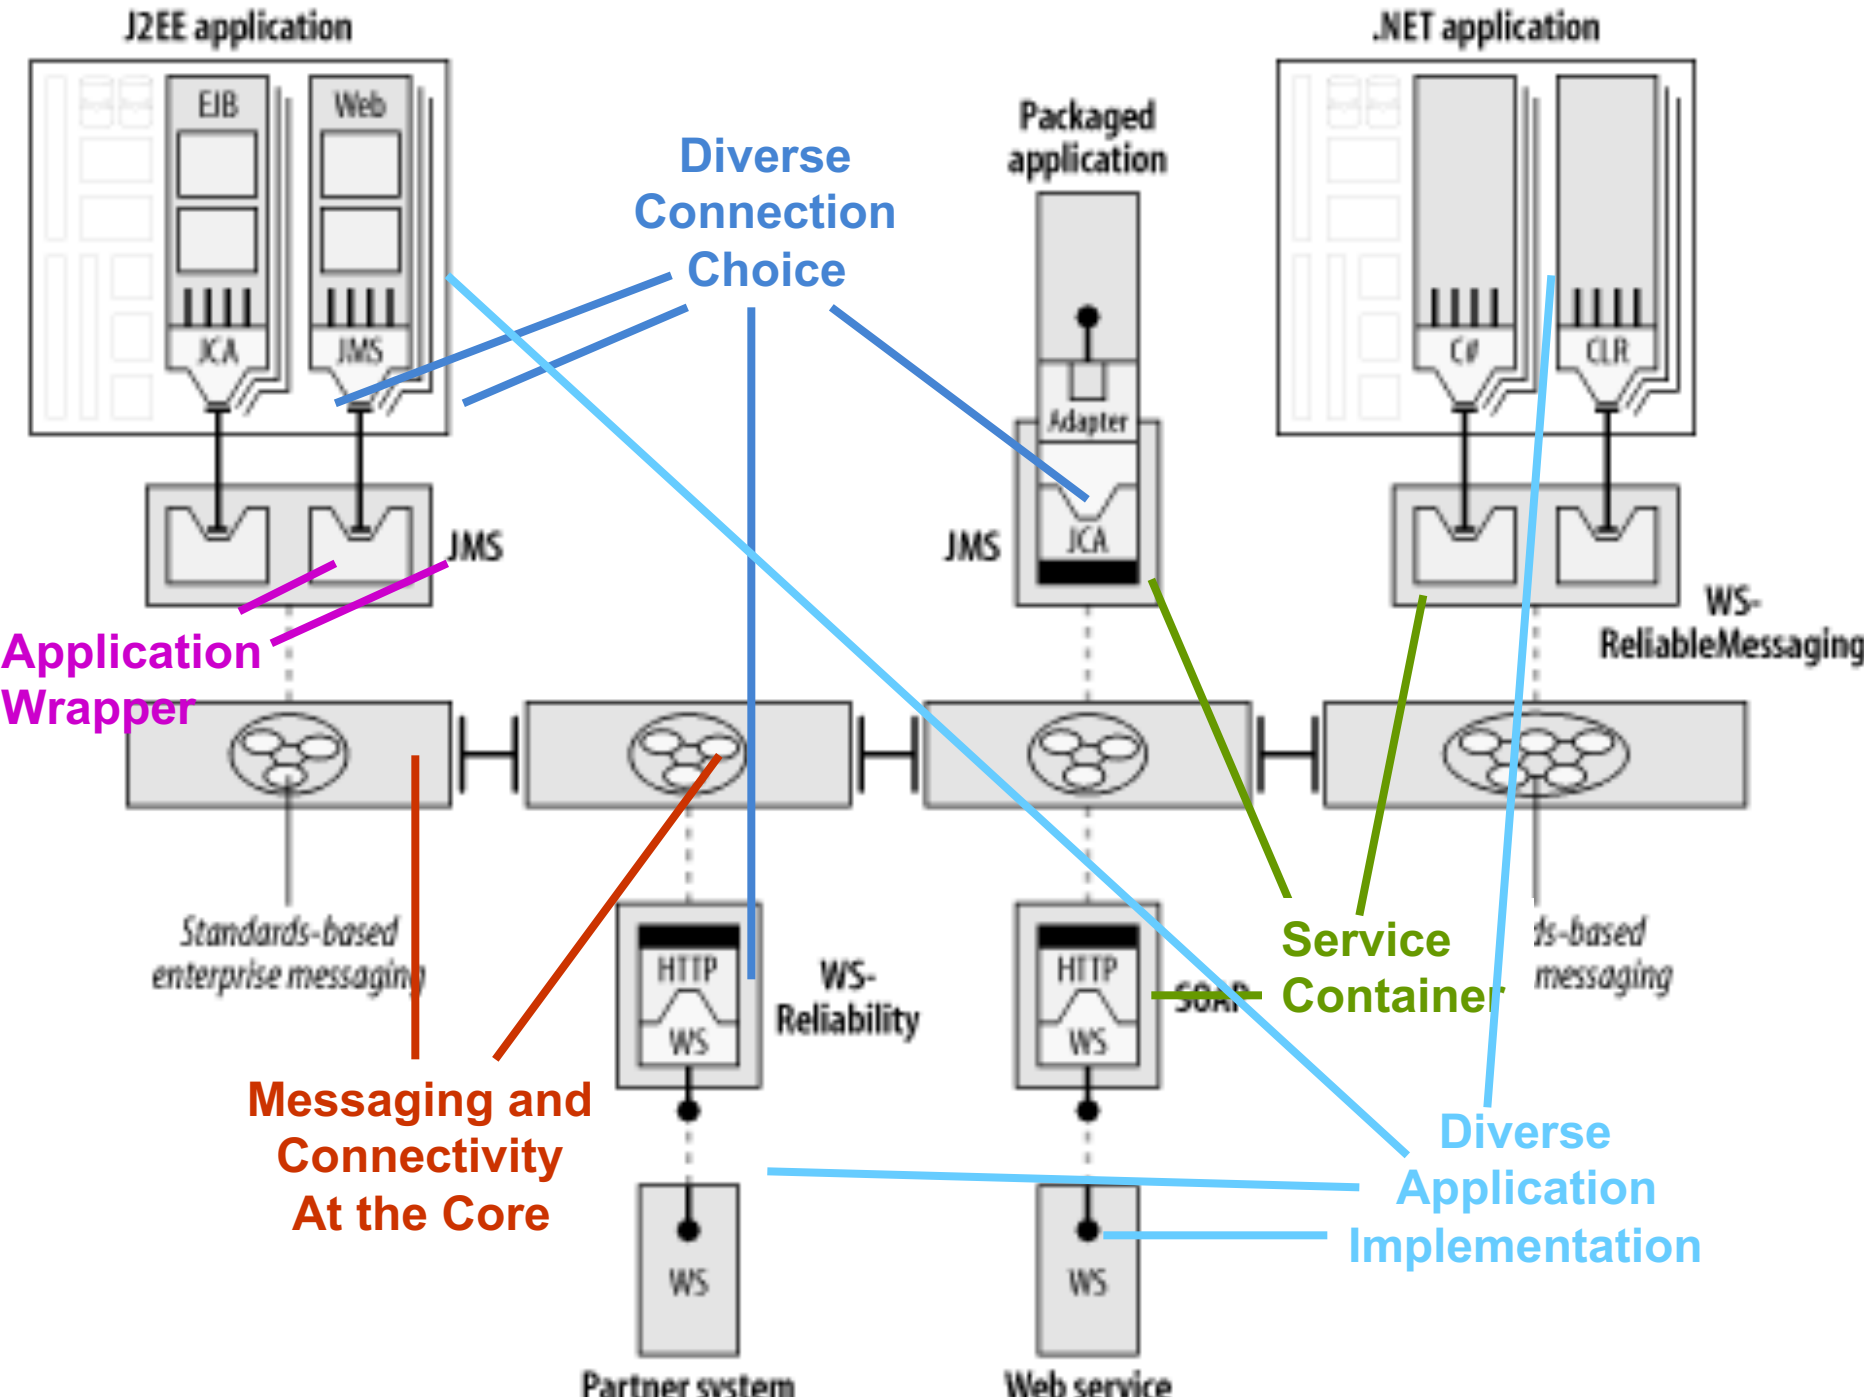 J2EE application
.NET application
EJB
Web
Packaged
application
Diverse
Connection
Choice
JCA
JMS
C#
CLR
Adapter
JMS
JMS
JCA
WS-
ReliableMessaging
Application
Wrapper
Standards-based
enterprise messaging
HTTP
WS
WS-
Reliability
HTTP
WS
SOAP
Service
Container
ds-based
messaging
Messaging and
Connectivity
At the Core
Diverse
Application
Implementation
WS
WS
Partner system
Web service